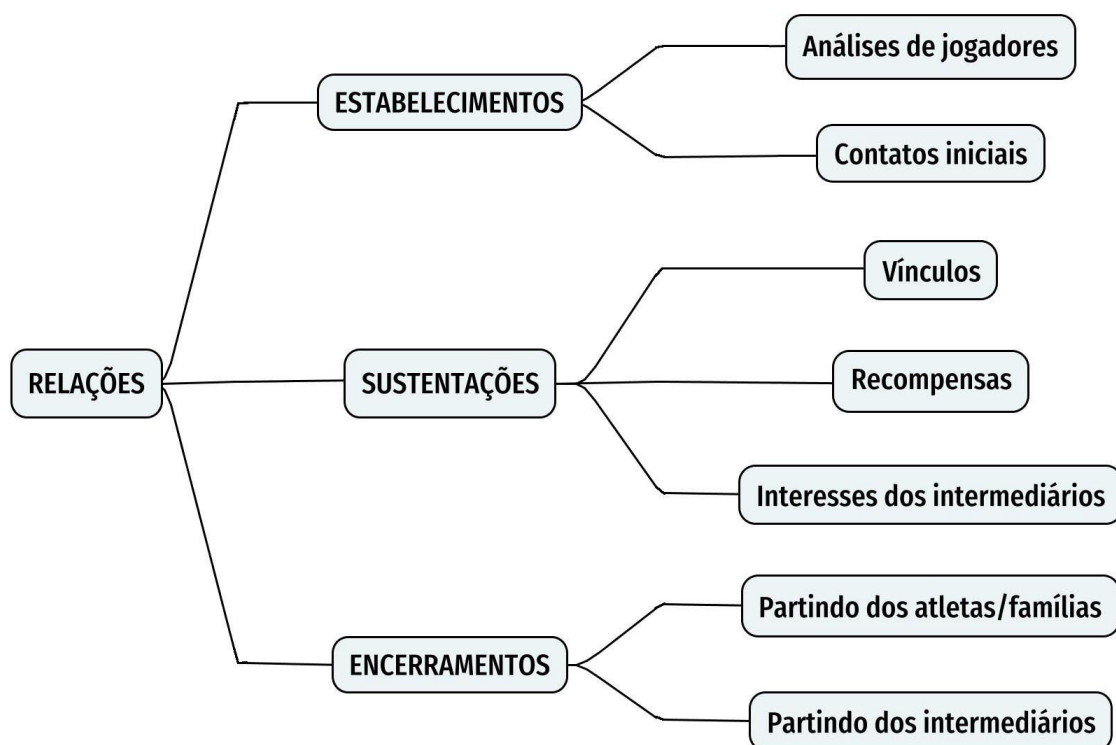 RELAÇÕES
ESTABELECIMENTOS
Análises de jogadores
Contatos iniciais
SUSTENTAÇÕES
Vínculos
Recompensas
Interesses dos intermediários
ENCERRAMENTOS
Partindo dos atletas/famílias
Partindo dos intermediários